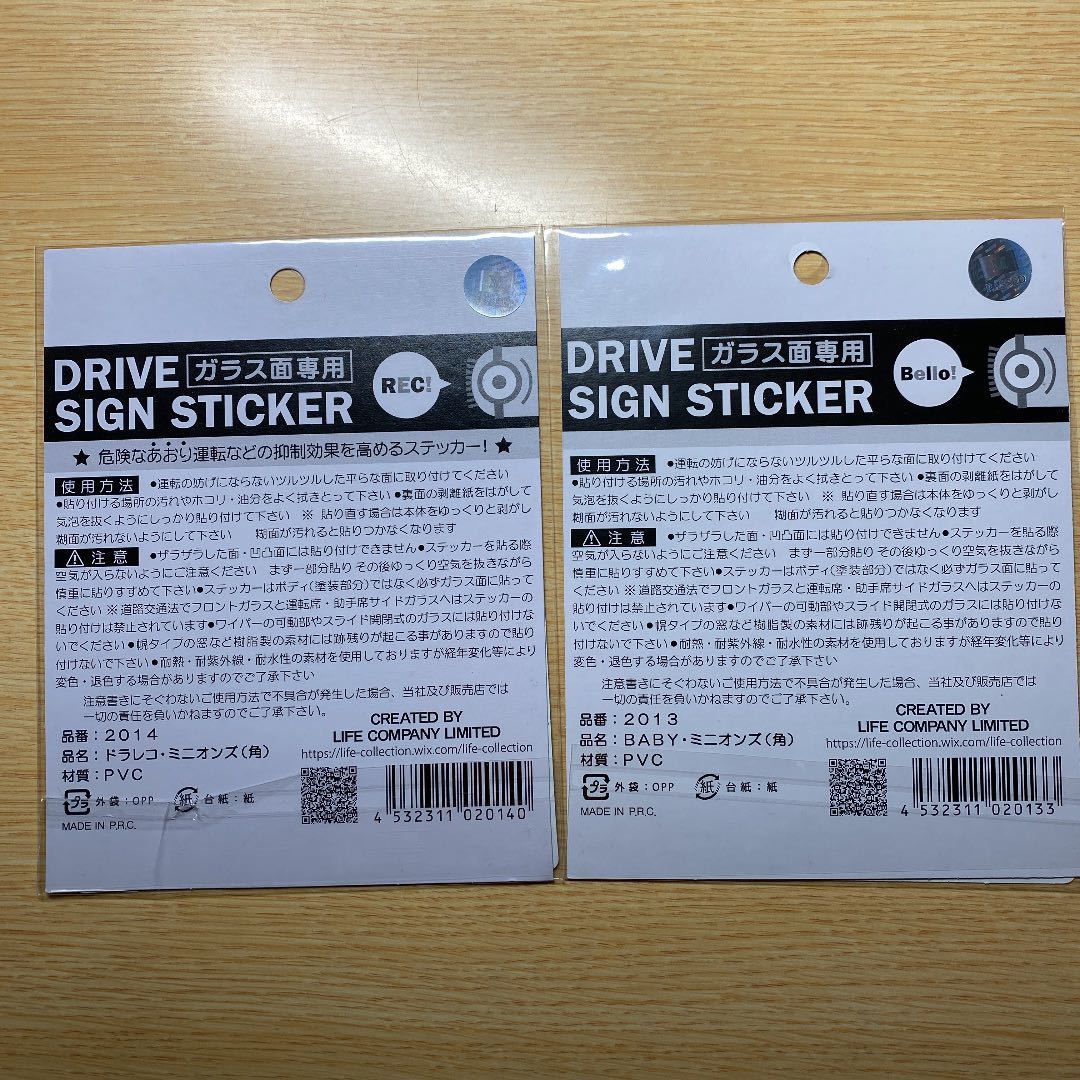 DRIVE ガラス面専用
SIGN STICKER
REC!
★ 危険なあおり運転などの抑制効果を高めるステッカー! ★
使用方法 ●運転の妨げにならないツルツルした平らな面に取り付けてください
●貼り付ける場所の汚れやホコリ・油分をよく拭きとって下さい ●裏面の剥離紙をはがして
気泡を抜くようにしっかり貼り付けて下さい ※ 貼り直す場合は本体をゆっくりと剥がし
糊面が汚れないようにして下さい 糊面が汚れると貼りつかなくなります
⚠注意 ●ザラザラした面・凹凸面には貼り付けできません●ステッカーを貼る際
空気が入らないようにご注意ください まず一部分貼り その後ゆっくり空気を抜きながら
慎重に貼りすすめて下さい●ステッカーはボディ(塗装部分)ではなく必ずガラス面に貼って
ください ※道路交通法でフロントガラスと運転席・助手席サイドガラスへはステッカーの
貼り付けは禁止されています●ワイパーの可動部やスライド開閉式のガラスには貼り付けな
いでください●幌タイプの窓など樹脂製の素材には跡残りが起こる事がありますので貼り
付けないで下さい●耐熱・耐紫外線・耐水性の素材を使用しておりますが経年変化等により
変色・退色する場合がありますのでご了承下さい
注意書きにそぐわないご使用方法で不具合が発生した場合、当社及び販売店では
一切の責任を負いかねますのでご了承下さい。
品番:2014
品名:ドラレコ・ミニオンズ(角)
材質:PVC
CREATED BY
LIFE COMPANY LIMITED
https://life-collection.wix.com/life-collection
プラ 外袋:OPP 紙 台紙:紙
MADE IN P.R.C.
4 532311 020140
DRIVE ガラス面専用
SIGN STICKER
Bello!
使用方法 ●運転の妨げにならないツルツルした平らな面に取り付けてください
●貼り付ける場所の汚れやホコリ・油分をよく拭きとって下さい ●裏面の剥離紙をはがして
気泡を抜くようにしっかり貼り付けて下さい ※ 貼り直す場合は本体をゆっくりと剥がし
糊面が汚れないようにして下さい 糊面が汚れると貼りつかなくなります
⚠注意 ●ザラザラした面・凹凸面には貼り付けできません●ステッカーを貼る際
空気が入らないようにご注意ください まず一部分貼り その後ゆっくり空気を抜きながら
慎重に貼りすすめて下さい●ステッカーはボディ(塗装部分)ではなく必ずガラス面に貼って
ください ※道路交通法でフロントガラスと運転席・助手席サイドガラスへはステッカーの
貼り付けは禁止されています●ワイパーの可動部やスライド開閉式のガラスには貼り付けな
いでください●幌タイプの窓など樹脂製の素材には跡残りが起こる事がありますので貼り
付けないで下さい●耐熱・耐紫外線・耐水性の素材を使用しておりますが経年変化等により
変色・退色する場合がありますのでご了承下さい
注意書きにそぐわないご使用方法で不具合が発生した場合、当社及び販売店では
一切の責任を負いかねますのでご了承下さい。
品番:2013
品名:BABY・ミニオンズ(角)
材質:PVC
CREATED BY
LIFE COMPANY LIMITED
https://life-collection.wix.com/life-collection
プラ 外袋:OPP 紙 台紙:紙
MADE IN P.R.C.
4 532311 020133